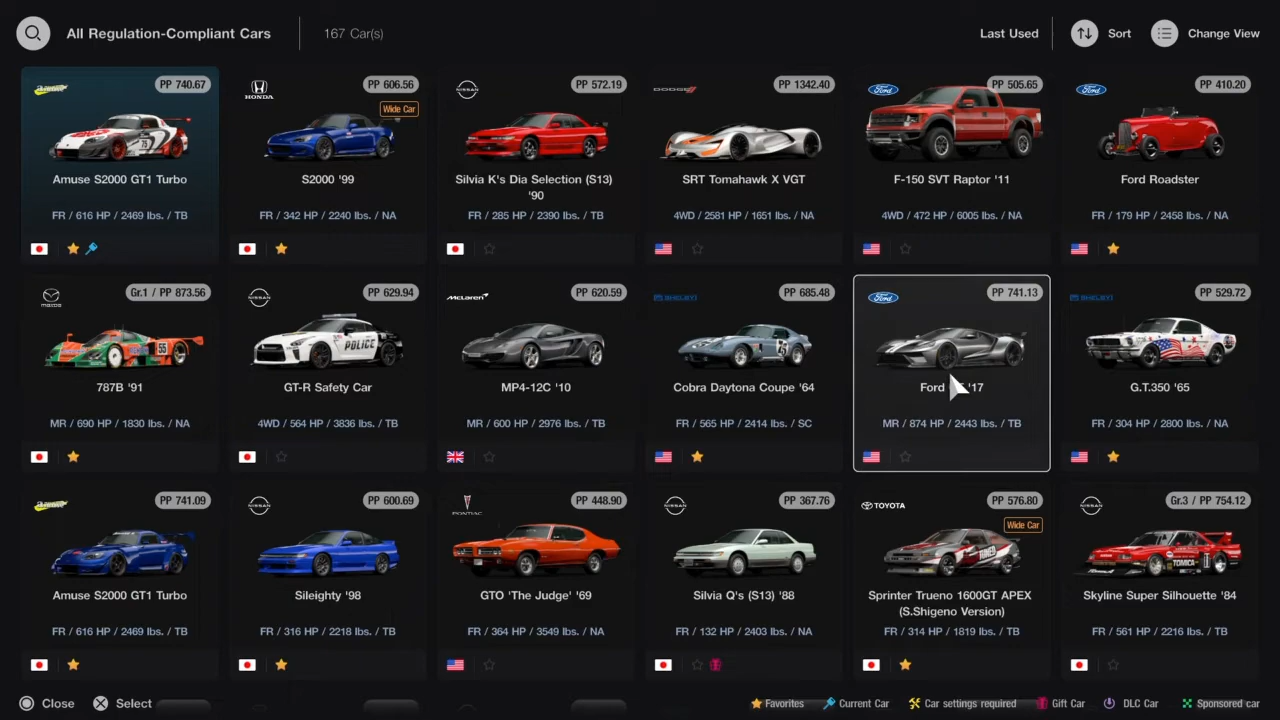 All Regulation-Compliant Cars
167 Car(s)
Last Used
Sort
Change View
PP 740.67
Amuse S2000 GT1 Turbo
FR / 616 HP / 2469 lbs. / TB
HONDA
PP 606.56
Wide Car
S2000 '99
FR / 342 HP / 2240 lbs. / NA
NISSAN
PP 572.19
Silvia K's Dia Selection (S13)
'90
FR / 285 HP / 2390 lbs. / TB
DODGE
PP 1342.40
SRT Tomahawk X VGT
4WD / 2581 HP / 1651 lbs. / NA
Ford
PP 505.65
F-150 SVT Raptor '11
4WD / 472 HP / 6005 lbs. / NA
Ford
PP 410.20
Ford Roadster
FR / 179 HP / 2458 lbs. / NA
mazda
Gr.1 / PP 873.56
55
787B '91
MR / 690 HP / 1830 lbs. / NA
NISSAN
PP 629.94
POLICE
GT-R Safety Car
4WD / 564 HP / 3836 lbs. / TB
McLaren
PP 620.59
MP4-12C '10
MR / 600 HP / 2976 lbs. / TB
SHELBY
PP 685.48
Cobra Daytona Coupe '64
FR / 565 HP / 2414 lbs. / SC
Ford
PP 741.13
Ford '17
MR / 874 HP / 2443 lbs. / TB
SHELBY
PP 529.72
G.T.350 '65
FR / 304 HP / 2800 lbs. / NA
PP 741.09
Amuse S2000 GT1 Turbo
FR / 616 HP / 2469 lbs. / TB
NISSAN
PP 600.69
Sileighty '98
FR / 316 HP / 2218 lbs. / TB
PONTIAC
PP 448.90
GTO 'The Judge' '69
FR / 364 HP / 3549 lbs. / NA
NISSAN
PP 367.76
Silvia Q's (S13) '88
FR / 132 HP / 2403 lbs. / NA
TOYOTA
PP 576.80
Wide Car
Sprinter Trueno 1600GT APEX
(S.Shigeno Version)
FR / 314 HP / 1819 lbs. / TB
NISSAN
Gr.3 / PP 754.12
TOMICA
Skyline Super Silhouette '84
FR / 561 HP / 2216 lbs. / TB
Close
Select
Favorites
Current Car
Car settings required
Gift Car
DLC Car
Sponsored car